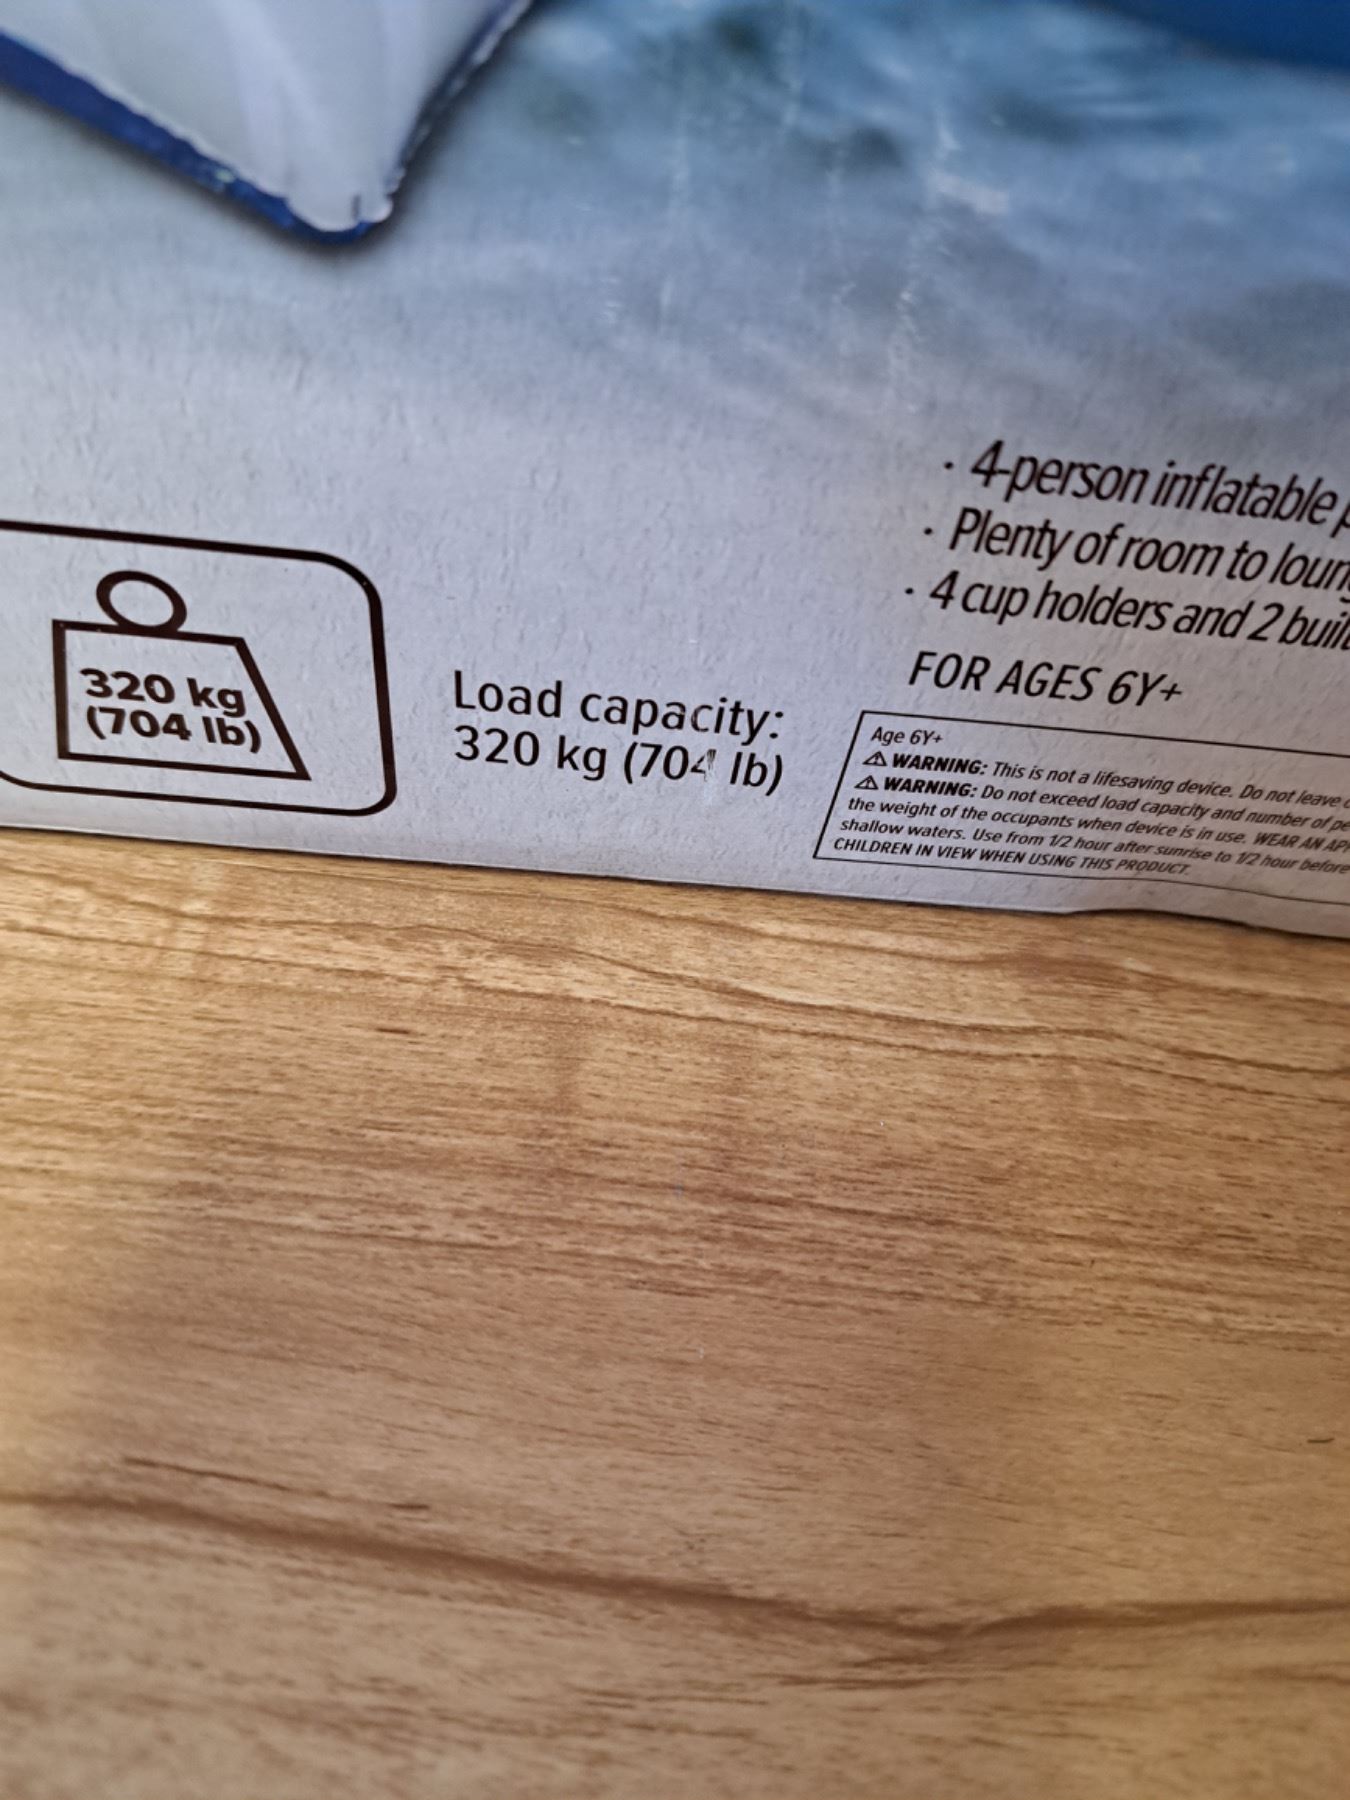 320 kg
(704 lb)
Load capacity:
320 kg (704 lb)
· 4-person inflatable
· Plenty of room to
· 4 cup holders and 2
FOR AGES 6Y+
Age 6Y+
⚠ WARNING: This is not a lifesaving device. Do not leave
⚠ WARNING: Do not exceed load capacity and number of
the weight of the occupants when device is in use. WEAR AN
shallow waters. Use from 1/2 hour after sunrise to 1/2 hour before
CHILDREN IN VIEW WHEN USING THIS PRODUCT.